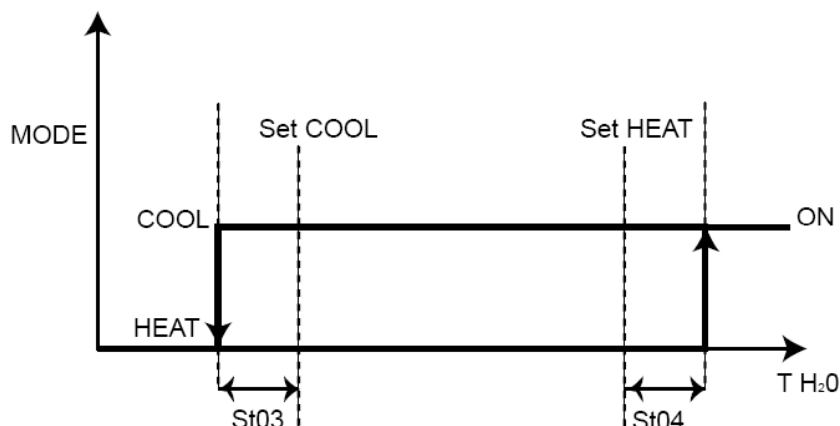 Set COOL
Set HEAT
MODE
COOL
ON
HEAT
T H₂0
St03
St04